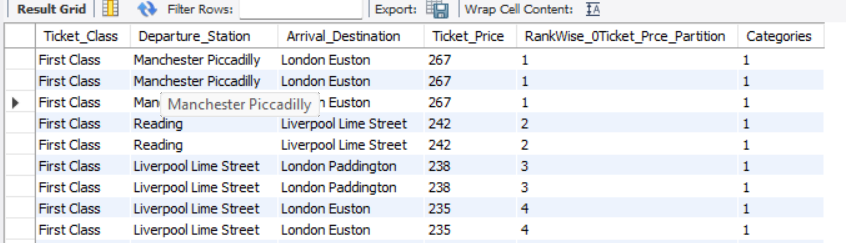 Result Grid Filter Rows: Export: Wrap Cell Content: IA
Ticket_Class Departure_Station Arrival_Destination Ticket_Price RankWise_0Ticket_Prce_Partition Categories
First Class Manchester Piccadilly London Euston 267 1 1
First Class Manchester Piccadilly London Euston 267 1 1
First Class Man Manchester Piccadilly n Euston 267 1 1
First Class Reading Liverpool Lime Street 242 2 1
First Class Reading Liverpool Lime Street 242 2 1
First Class Liverpool Lime Street London Paddington 238 3 1
First Class Liverpool Lime Street London Paddington 238 3 1
First Class Liverpool Lime Street London Euston 235 4 1
First Class Liverpool Lime Street London Euston 235 4 1